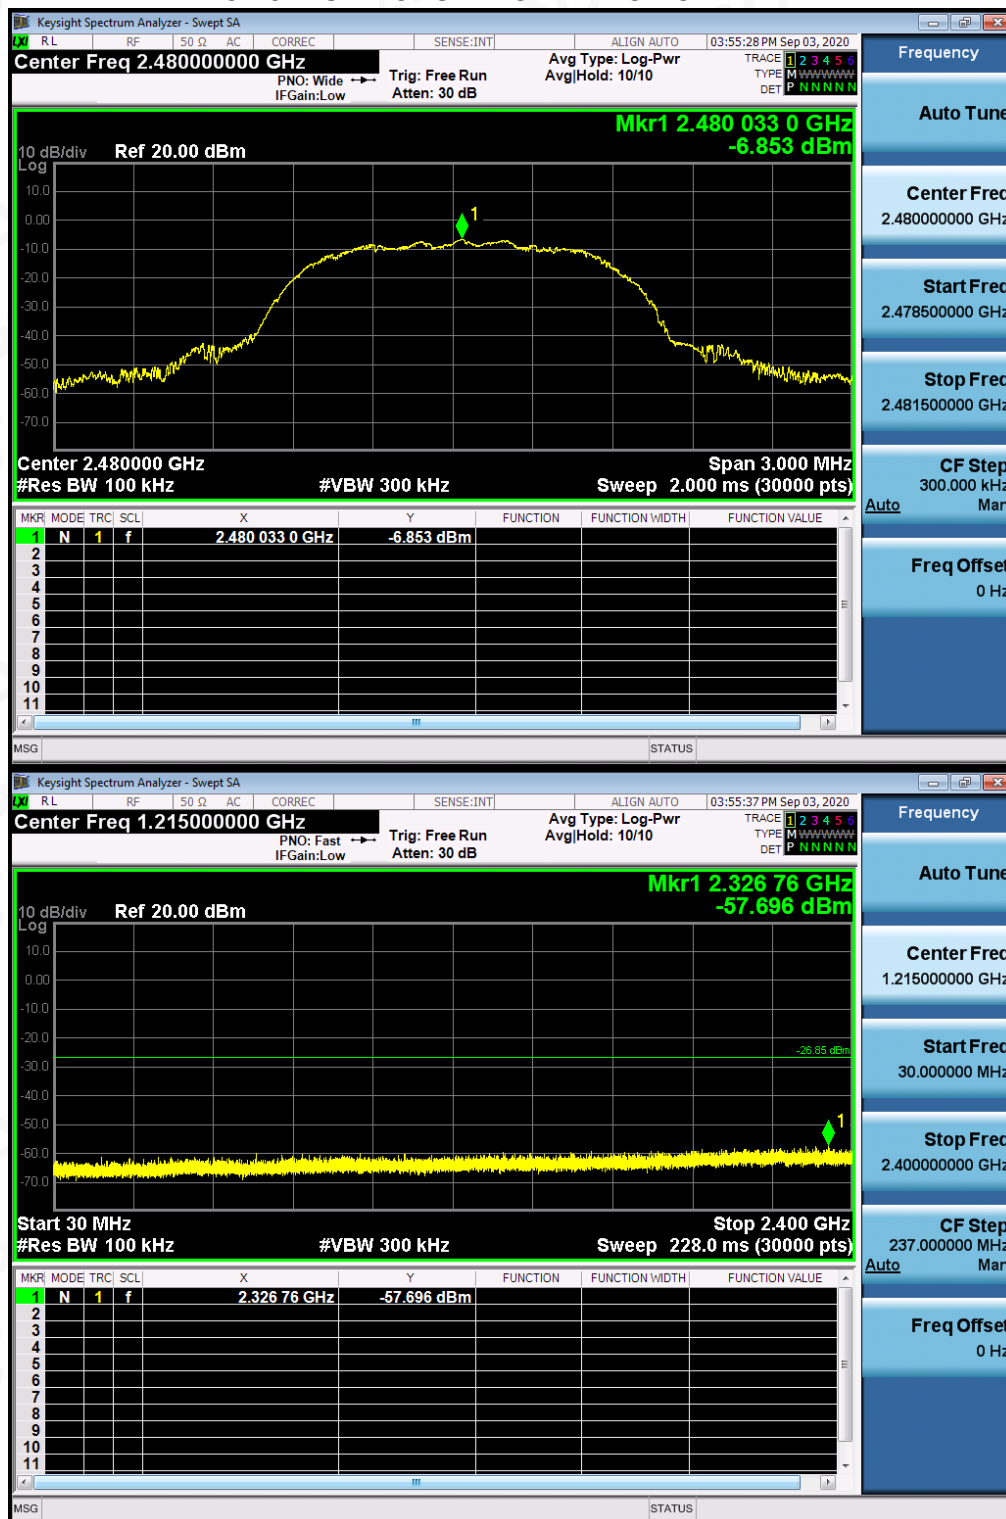 Keysight Spectrum Analyzer - Swept SA
LXI RL RF 50 Ω AC CORREC SENSE:INT ALIGN AUTO 03:55:28 PM Sep 03, 2020
Center Freq 2.480000000 GHz
PNO: Wide
IFGain:Low
Trig: Free Run
Atten: 30 dB
Avg Type: Log-Pwr
Avg|Hold: 10/10
TRACE 1 2 3 4 5 6
TYPE M WWWWW
DET P N N N N N
Mkr1 2.480 033 0 GHz
-6.853 dBm
10 dB/div Ref 20.00 dBm
Log
10.0
0.00
-10.0
-20.0
-30.0
-40.0
-50.0
-60.0
-70.0
1
Center 2.480000 GHz Span 3.000 MHz
#Res BW 100 kHz #VBW 300 kHz Sweep 2.000 ms (30000 pts)
MKR MODE TRC SCL X Y FUNCTION FUNCTION WIDTH FUNCTION VALUE
1 N 1 f 2.480 033 0 GHz -6.853 dBm
2
3
4
5
6
7
8
9
10
11
MSG STATUS
Frequency
Auto Tune
Center Freq
2.480000000 GHz
Start Freq
2.478500000 GHz
Stop Freq
2.481500000 GHz
CF Step
300.000 kHz
Auto Man
Freq Offset
0 Hz
Keysight Spectrum Analyzer - Swept SA
LXI RL RF 50 Ω AC CORREC SENSE:INT ALIGN AUTO 03:55:37 PM Sep 03, 2020
Center Freq 1.215000000 GHz
PNO: Fast
IFGain:Low
Trig: Free Run
Atten: 30 dB
Avg Type: Log-Pwr
Avg|Hold: 10/10
TRACE 1 2 3 4 5 6
TYPE M WWWWW
DET P N N N N N
Mkr1 2.326 76 GHz
-57.696 dBm
10 dB/div Ref 20.00 dBm
Log
10.0
0.00
-10.0
-20.0
-30.0
-40.0
-50.0
-60.0
-70.0
-26.85 dBm
1
Start 30 MHz Stop 2.400 GHz
#Res BW 100 kHz #VBW 300 kHz Sweep 228.0 ms (30000 pts)
MKR MODE TRC SCL X Y FUNCTION FUNCTION WIDTH FUNCTION VALUE
1 N 1 f 2.326 76 GHz -57.696 dBm
2
3
4
5
6
7
8
9
10
11
MSG STATUS
Frequency
Auto Tune
Center Freq
1.215000000 GHz
Start Freq
30.000000 MHz
Stop Freq
2.400000000 GHz
CF Step
237.000000 MHz
Auto Man
Freq Offset
0 Hz